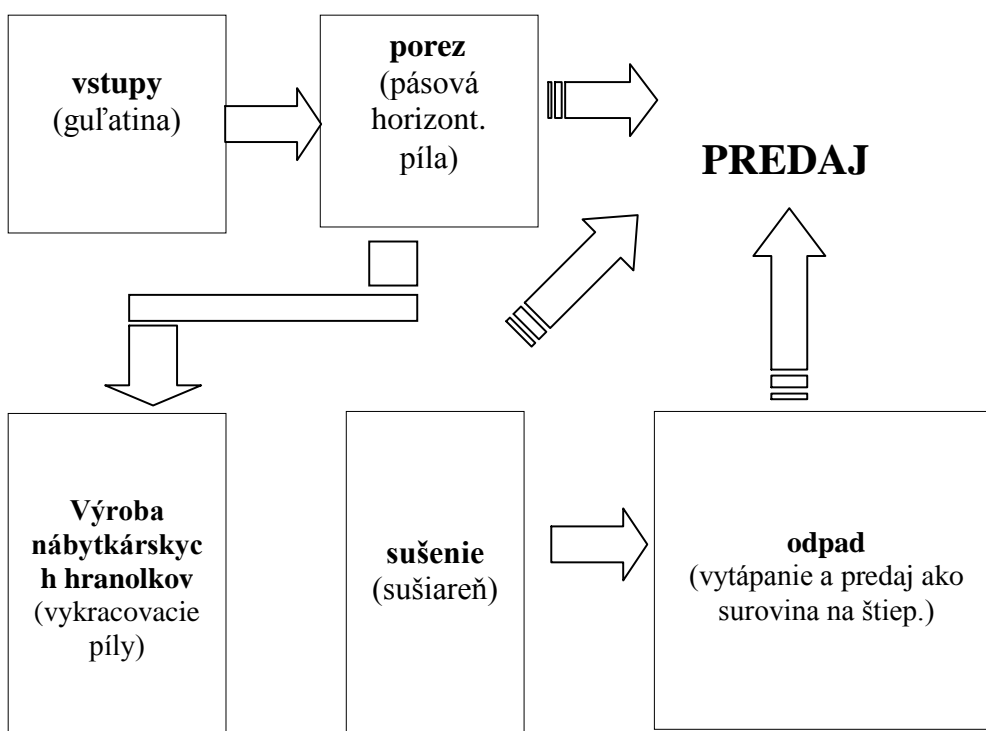 vstupy
(guľatina)
porez
(pásová
horizont.
píla)
PREDAJ
Výroba
nábytkárskyc
h hranolkov
(vykracovacie
píly)
sušenie
(sušiareň)
odpad
(vytápanie a predaj ako
surovina na štiep.)